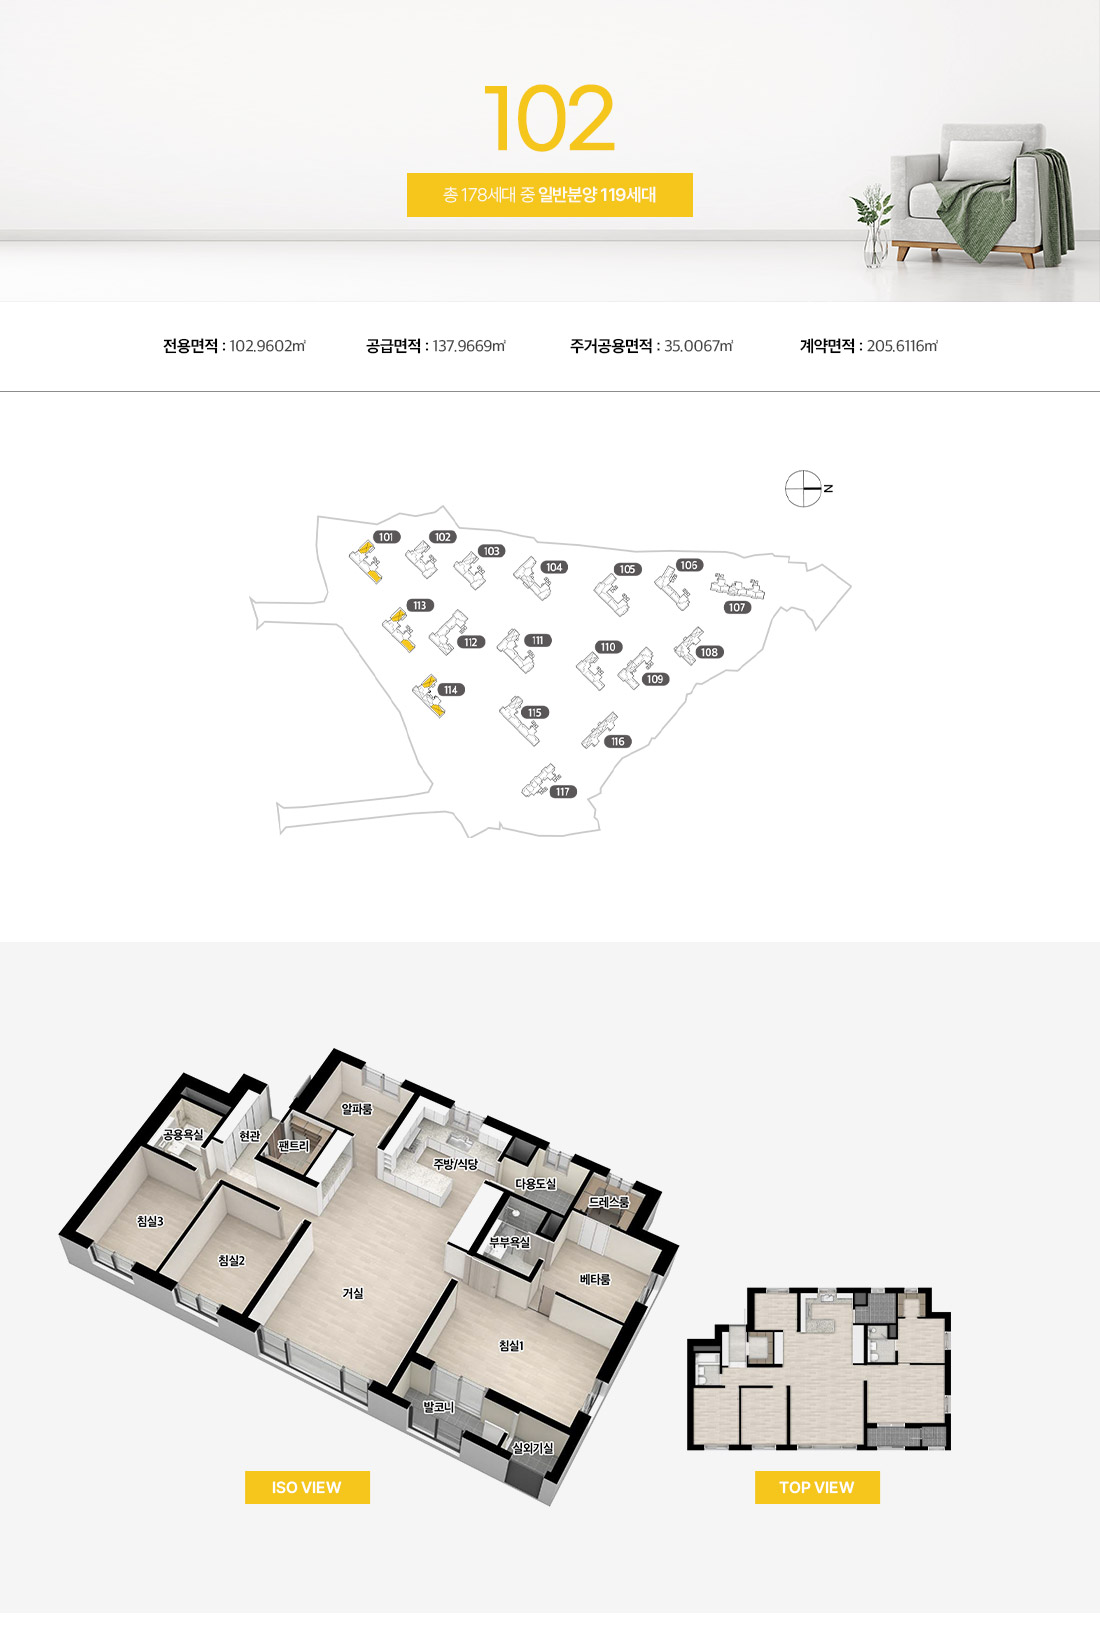 102
총 178세대 중 일반분양 119세대
전용면적 : 102.9602㎡
공급면적 : 137.9669㎡
주거공용면적 : 35.0067㎡
계약면적 : 205.6116㎡
N
101
102
103
104
105
106
107
113
112
111
110
109
108
114
115
116
117
알파룸
공용욕실
현관
팬트리
주방/식당
다용도실
드레스룸
침실3
침실2
부부욕실
베타룸
거실
침실1
발코니
실외기실
ISO VIEW
TOP VIEW